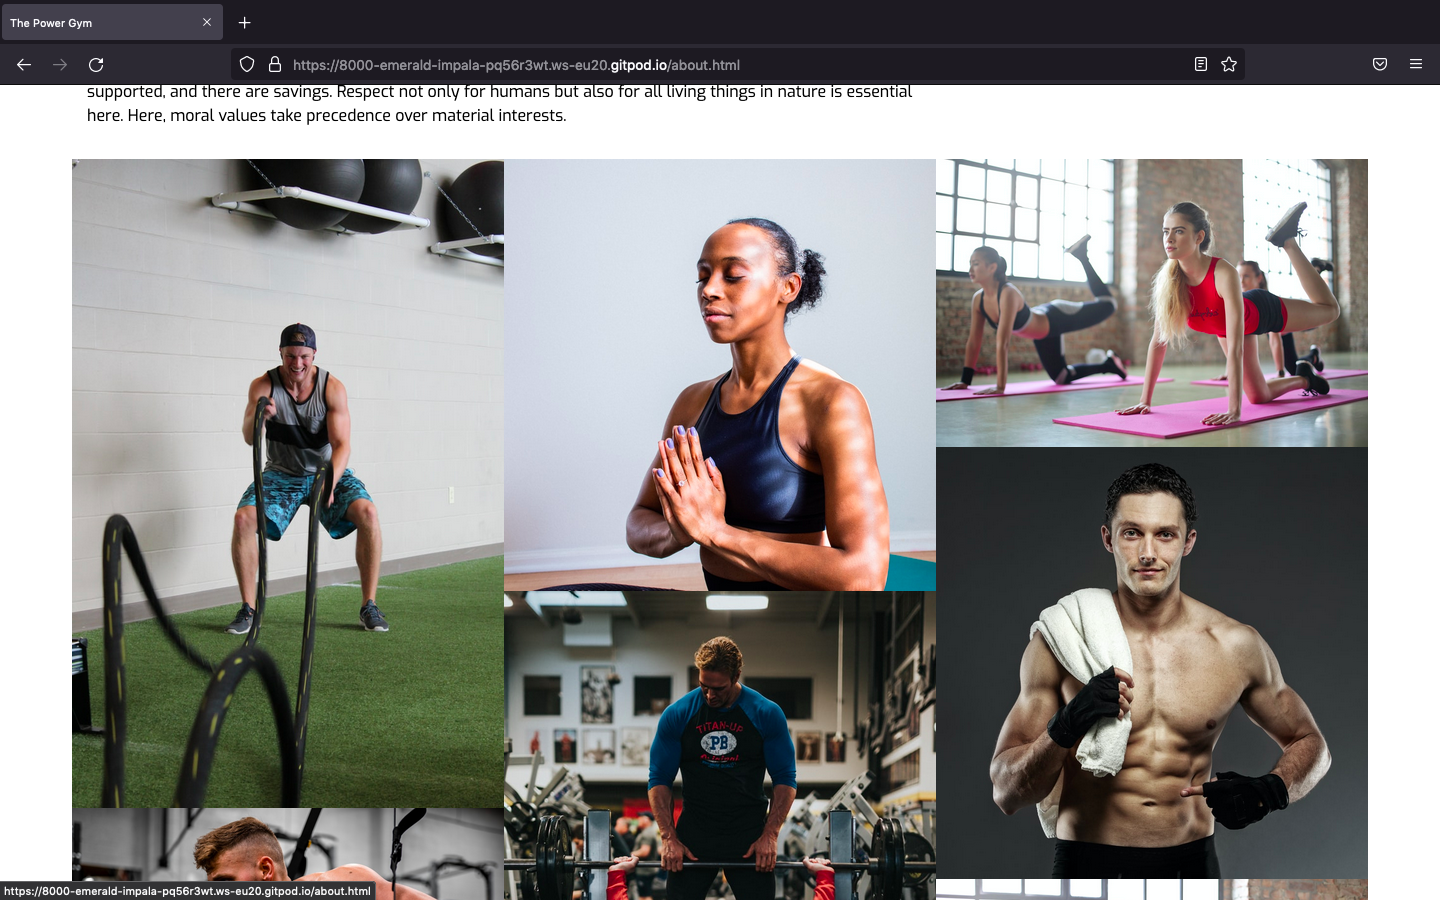 The Power Gym
https://8000-emerald-impala-pq56r3wt.ws-eu20.gitpod.io/about.html
supported, and there are savings. Respect not only for humans but also for all living things in nature is essential
here. Here, moral values take precedence over material interests.
TITAN-UP
PB
https://8000-emerald-impala-pq56r3wt.ws-eu20.gitpod.io/about.html